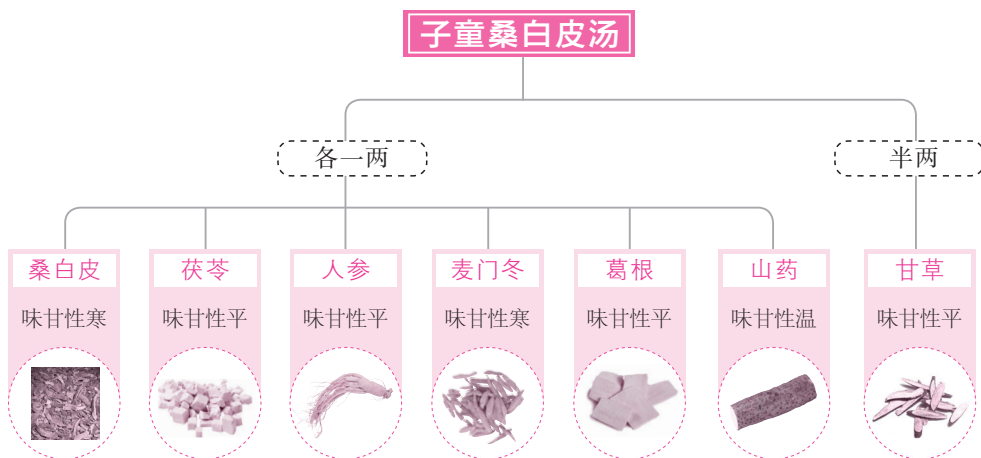 子童桑白皮汤
各一两
半两
桑白皮
茯苓
人参
麦门冬
葛根
山药
甘草
味甘性寒
味甘性平
味甘性平
味甘性寒
味甘性平
味甘性温
味甘性平